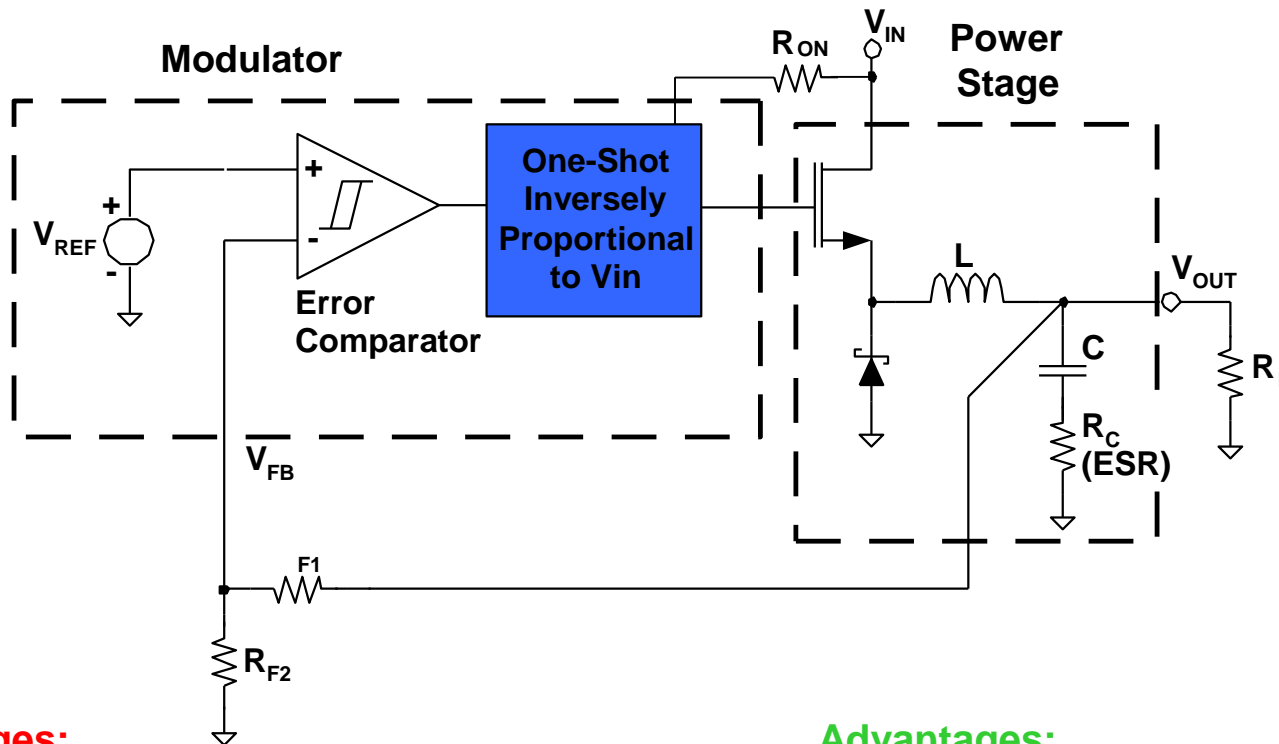 Modulator
R ON
V IN
Power
Stage
+
V REF
-
+
-
Error
Comparator
One-Shot
Inversely
Proportional
to Vin
L
V OUT
C
R C
(ESR)
R
V FB
F1
R F2
ges:
Advantages: